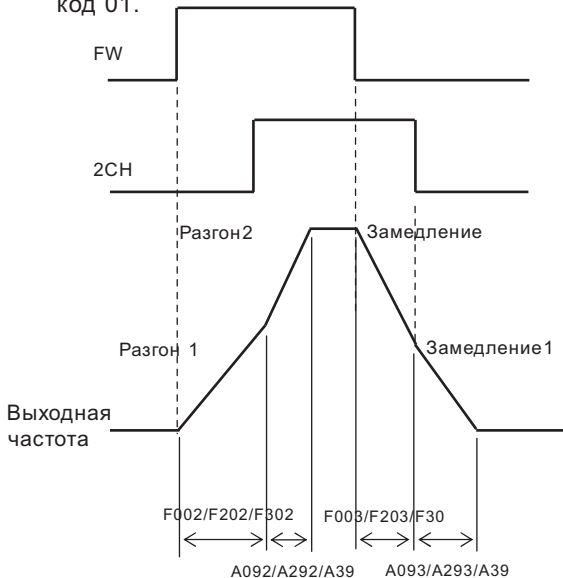 код 01.
FW
2CH
Разгон2
Замедление
Разгон 1
Замедление1
Выходная
частота
F002/F202/F302
F003/F203/F30
A092/A292/A39
A093/A293/A39